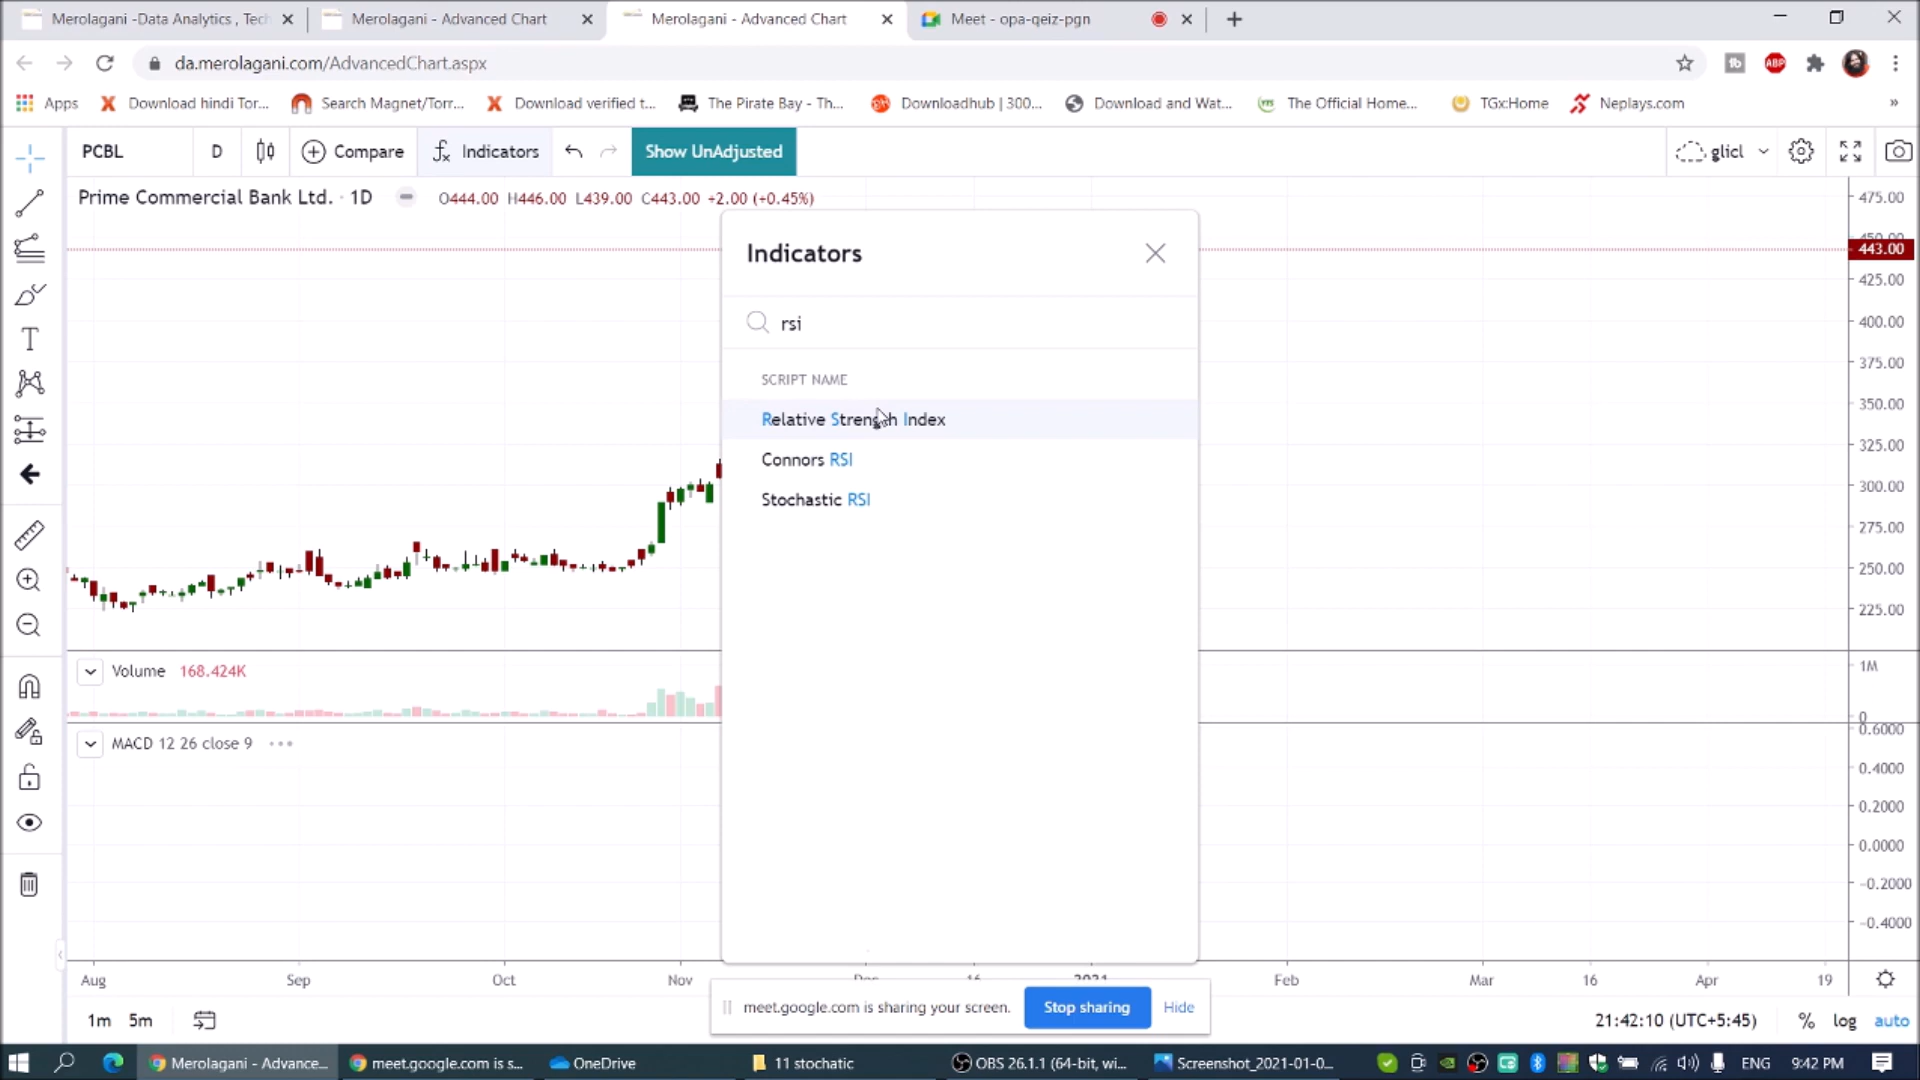 Merolagani -Data Analytics , Tech
Merolagani - Advanced Chart
Merolagani - Advanced Chart
Meet - opa-qeiz-pgn
da.merolagani.com/AdvancedChart.aspx
Apps
Download hindi Tor...
Search Magnet/Torr...
Download verified t...
The Pirate Bay - Th...
Downloadhub | 300...
Download and Wat...
The Official Home...
TGx:Home
Neplays.com
»
PCBL
D
Compare
Indicators
Show UnAdjusted
glicl
Prime Commercial Bank Ltd. · 1D
O444.00 H446.00 L439.00 C443.00 +2.00 (+0.45%)
Indicators
rsi
SCRIPT NAME
Relative Strength Index
Connors RSI
Stochastic RSI
475.00
450.00
443.00
425.00
400.00
375.00
350.00
325.00
300.00
275.00
250.00
225.00
Volume 168.424K
1M
0
MACD 12 26 close 9
0.6000
0.4000
0.2000
0.0000
-0.2000
-0.4000
Aug
Sep
Oct
Nov
Dec
16
2021
Feb
Mar
16
Apr
19
1m 5m
meet.google.com is sharing your screen.
Stop sharing
Hide
21:42:10 (UTC+5:45)
%
log
auto
Merolagani - Advance...
meet.google.com is s...
OneDrive
11 stochatic
OBS 26.1.1 (64-bit, wi...
Screenshot_2021-01-0...
ENG
9:42 PM